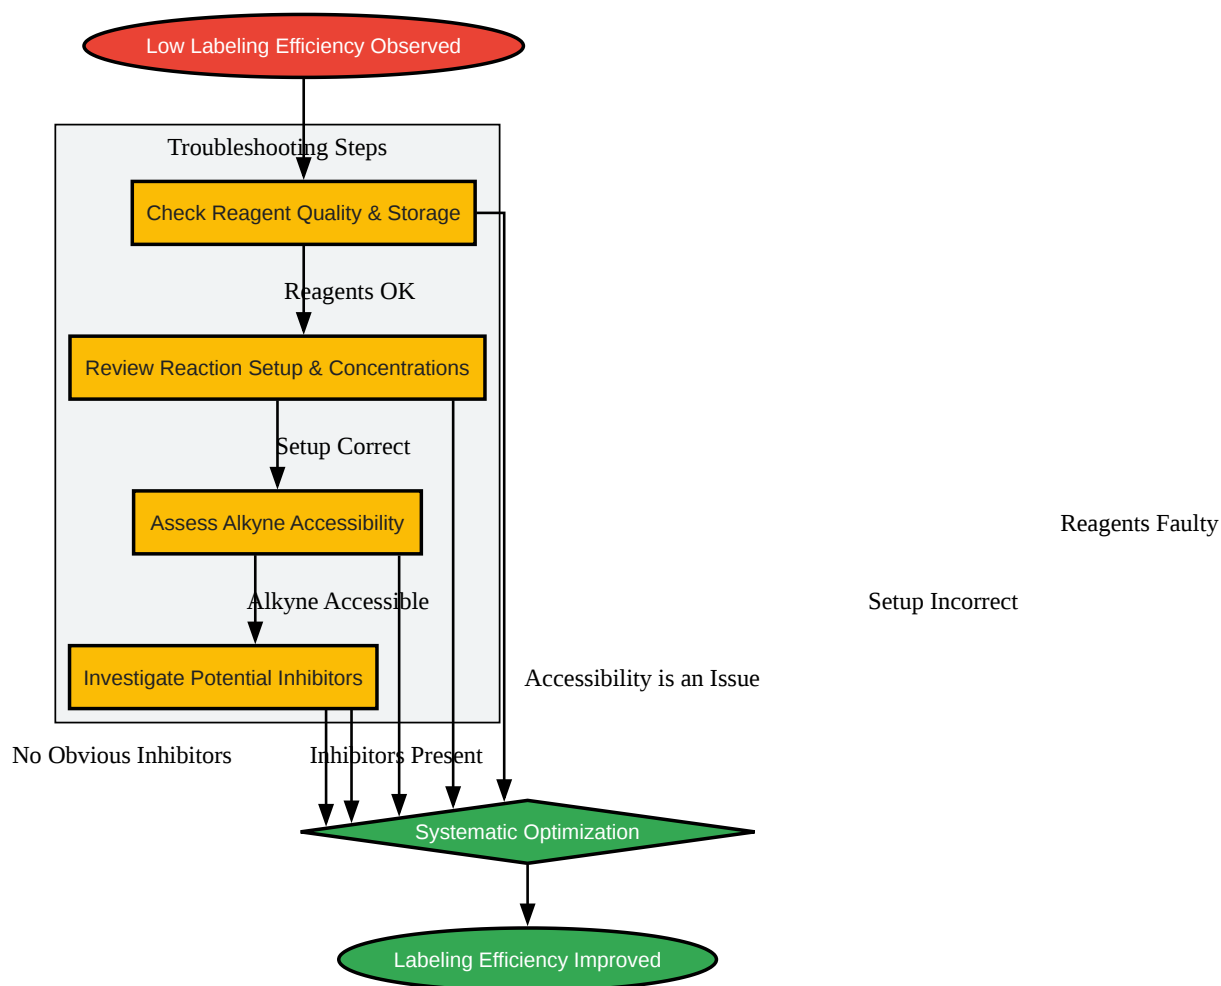 Low Labeling Efficiency Observed
Troubleshooting Steps
Check Reagent Quality & Storage
Reagents OK
Review Reaction Setup & Concentrations
Setup Correct
Assess Alkyne Accessibility
Reagents Faulty
Alkyne Accessible
Setup Incorrect
Investigate Potential Inhibitors
Accessibility is an Issue
No Obvious Inhibitors
Inhibitors Present
Systematic Optimization
Labeling Efficiency Improved